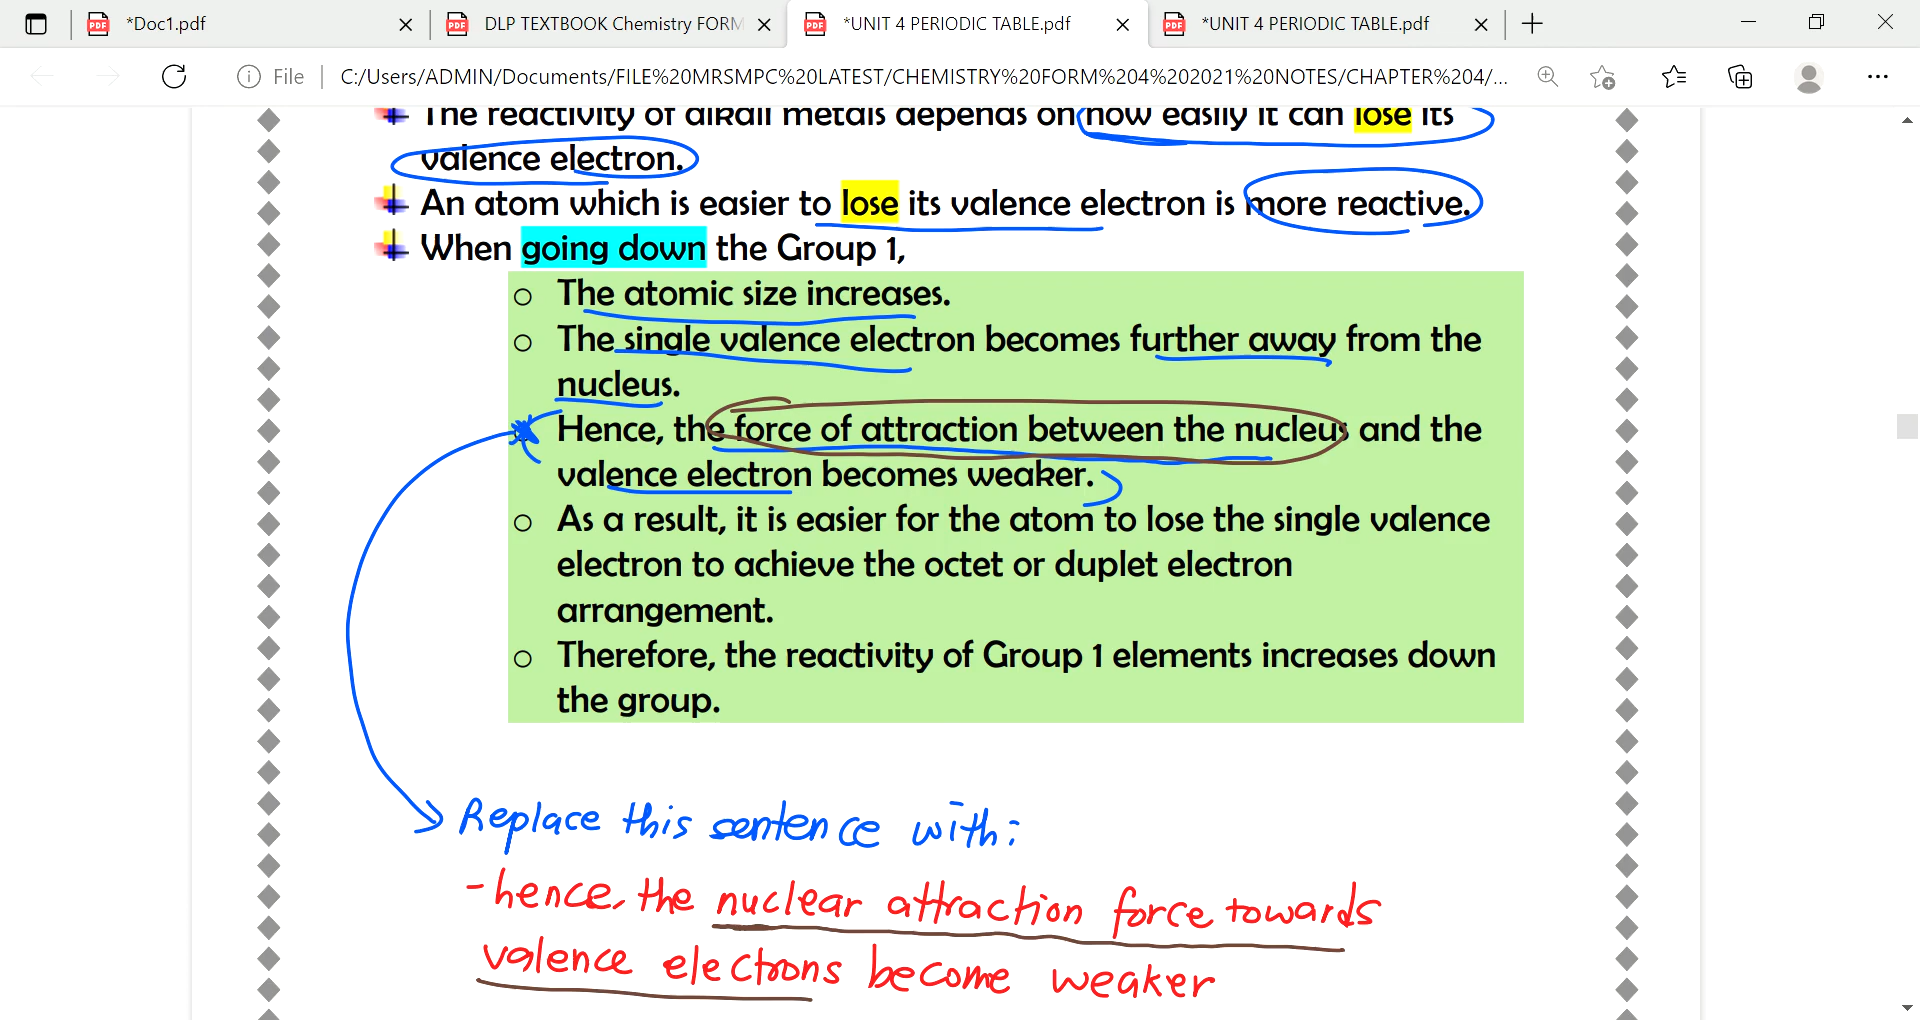 *Doc1.pdf
DLP TEXTBOOK Chemistry FORM
*UNIT 4 PERIODIC TABLE.pdf
*UNIT 4 PERIODIC TABLE.pdf
File
C:/Users/ADMIN/Documents/FILE%20MRSMPC%20LATEST/CHEMISTRY%20FORM%204%202021%20NOTES/CHAPTER%204/...
The reactivity of alkali metals depends on how easily it can lose its
valence electron.
An atom which is easier to lose its valence electron is more reactive.
When going down the Group 1,
The atomic size increases.
The single valence electron becomes further away from the
nucleus.
Hence, the force of attraction between the nucleus and the
valence electron becomes weaker.
As a result, it is easier for the atom to lose the single valence
electron to achieve the octet or duplet electron
arrangement.
Therefore, the reactivity of Group 1 elements increases down
the group.
Replace this sentence with:
-hence, the nuclear attraction force towards
valence electrons become weaker